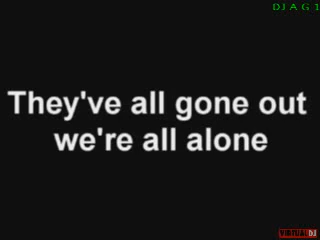 DJ A G 1
They've all gone out
we're all alone
VIRTUAL DJ